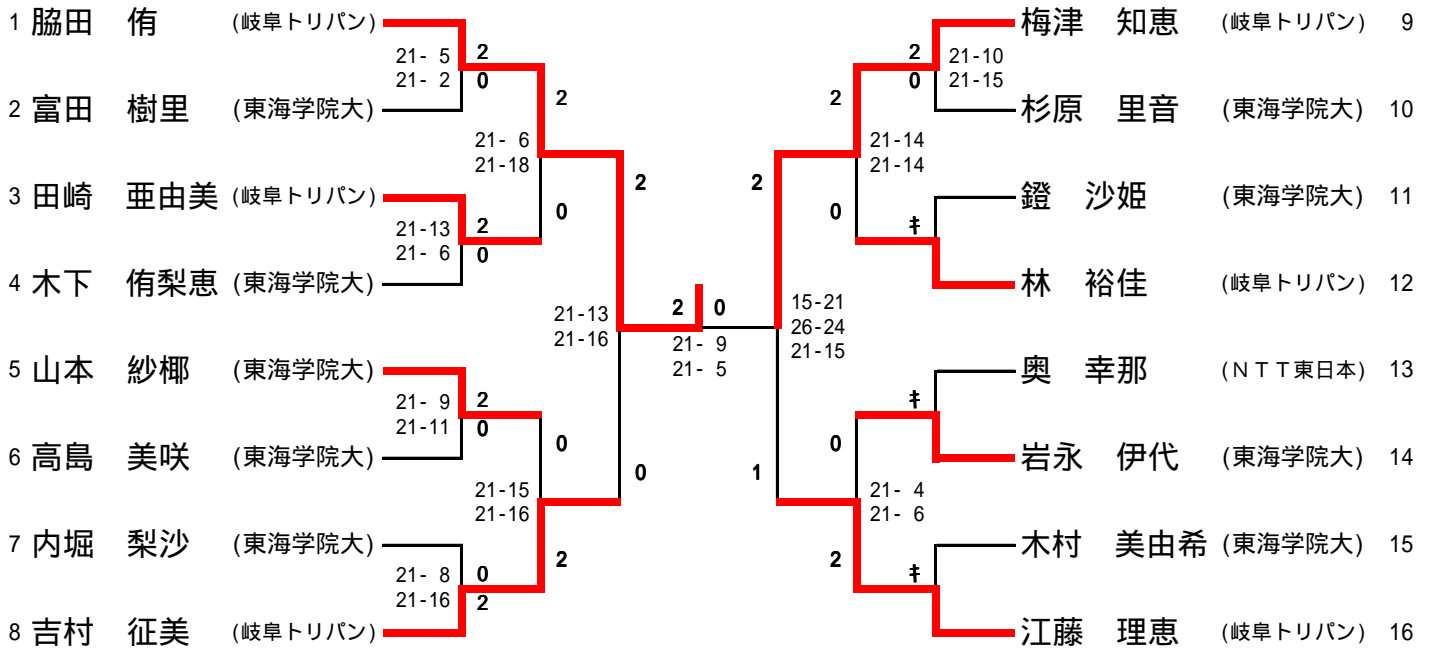 1 脇田　侑 (岐阜トリパン)
21- 5 2
21- 2 0
2 富田　樹里 (東海学院大)
2
21- 6
21-18
0
3 田崎　亜由美 (岐阜トリパン)
21-13 2
21- 6 0
4 木下　侑梨恵 (東海学院大)
2
21-13
21-16
0
5 山本　紗椰 (東海学院大)
21- 9 2
21-11 0
6 高島　美咲 (東海学院大)
0
21-15
21-16
2
7 内堀　梨沙 (東海学院大)
21- 8 0
21-16 2
8 吉村　征美 (岐阜トリパン)
2 0
21- 9
21- 5
梅津　知恵 (岐阜トリパン) 9
2 21-10
0 21-15
杉原　里音 (東海学院大) 10
2
21-14
21-14
0
鐙　沙姫 (東海学院大) 11
キ
林　裕佳 (岐阜トリパン) 12
2
15-21
26-24
21-15
1
奥　幸那 (ＮＴＴ東日本) 13
キ
岩永　伊代 (東海学院大) 14
0
21- 4
21- 6
2
木村　美由希 (東海学院大) 15
キ
江藤　理恵 (岐阜トリパン) 16